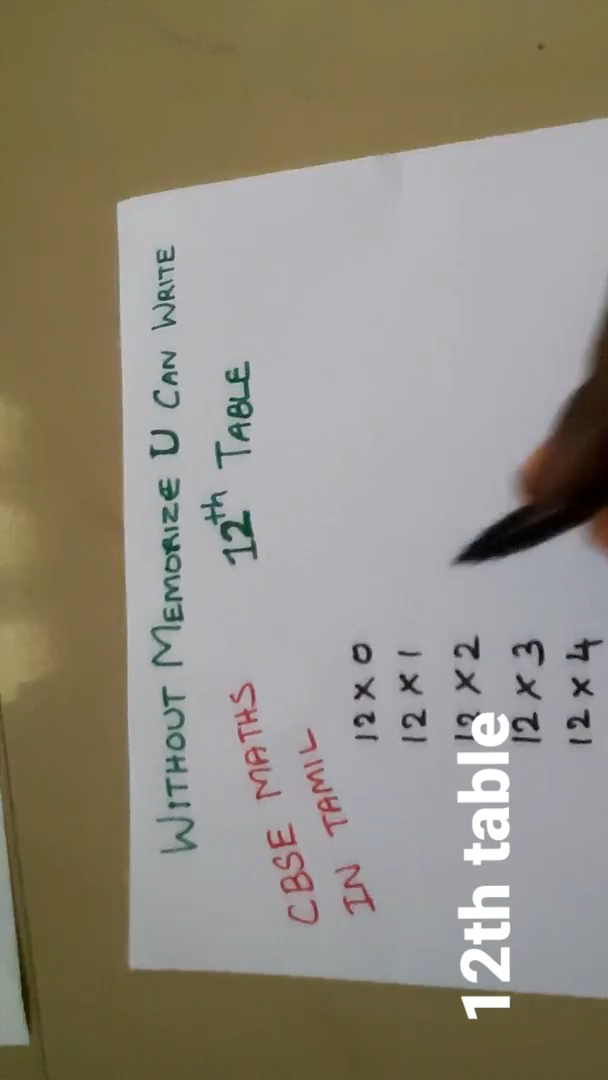 WITHOUT MEMORIZE U CAN WRITE
12th TABLE
CBSE MATHS
IN TAMIL
12 x 0
12 x 1
12 x 2
12 x 3
12 x 4
12th table